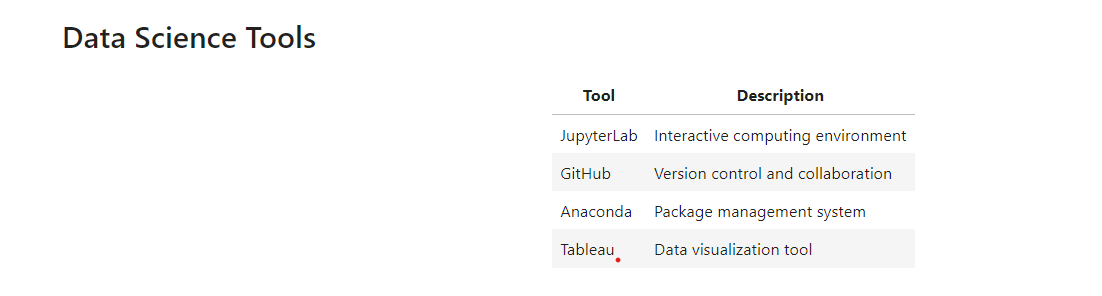 Data Science Tools
Tool Description
JupyterLab Interactive computing environment
GitHub Version control and collaboration
Anaconda Package management system
Tableau Data visualization tool